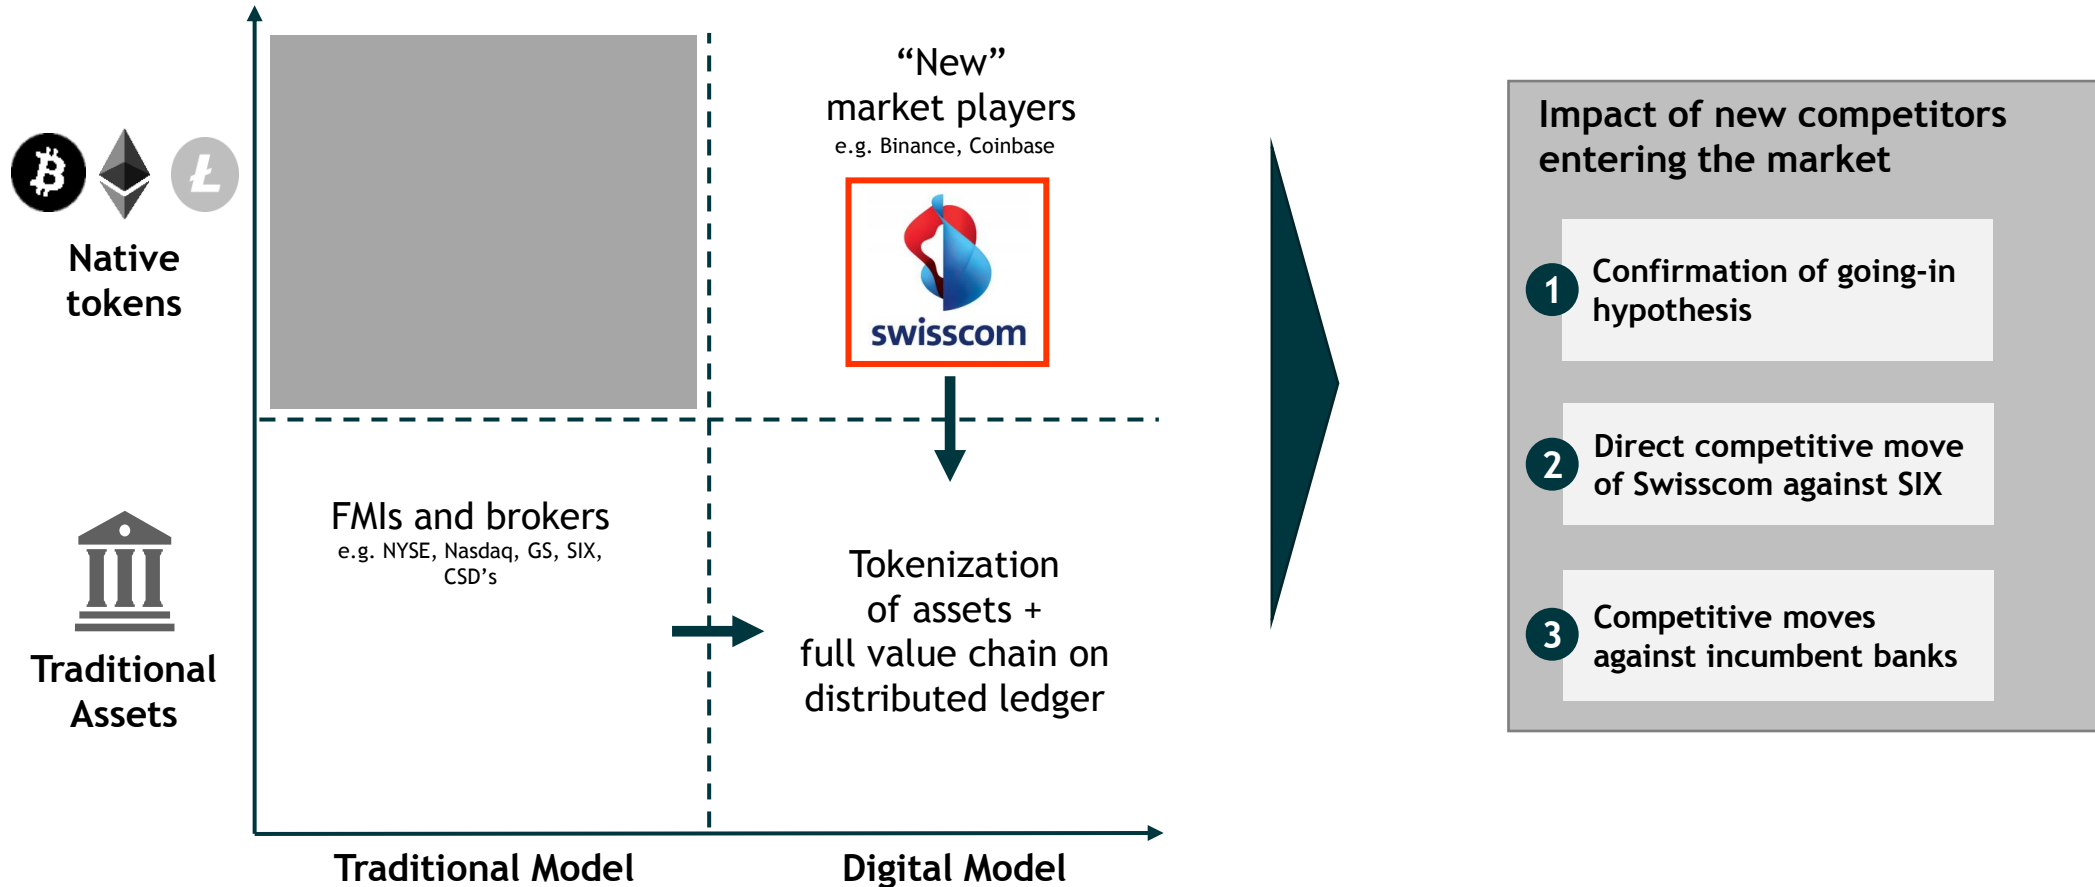 “New”
market players
e.g. Binance, Coinbase
swisscom
Native
tokens
FMIs and brokers
e.g. NYSE, Nasdaq, GS, SIX,
CSD’s
Tokenization
of assets +
full value chain on
distributed ledger
Traditional
Assets
Traditional Model
Digital Model
Impact of new competitors
entering the market
1
Confirmation of going-in
hypothesis
2
Direct competitive move
of Swisscom against SIX
3
Competitive moves
against incumbent banks